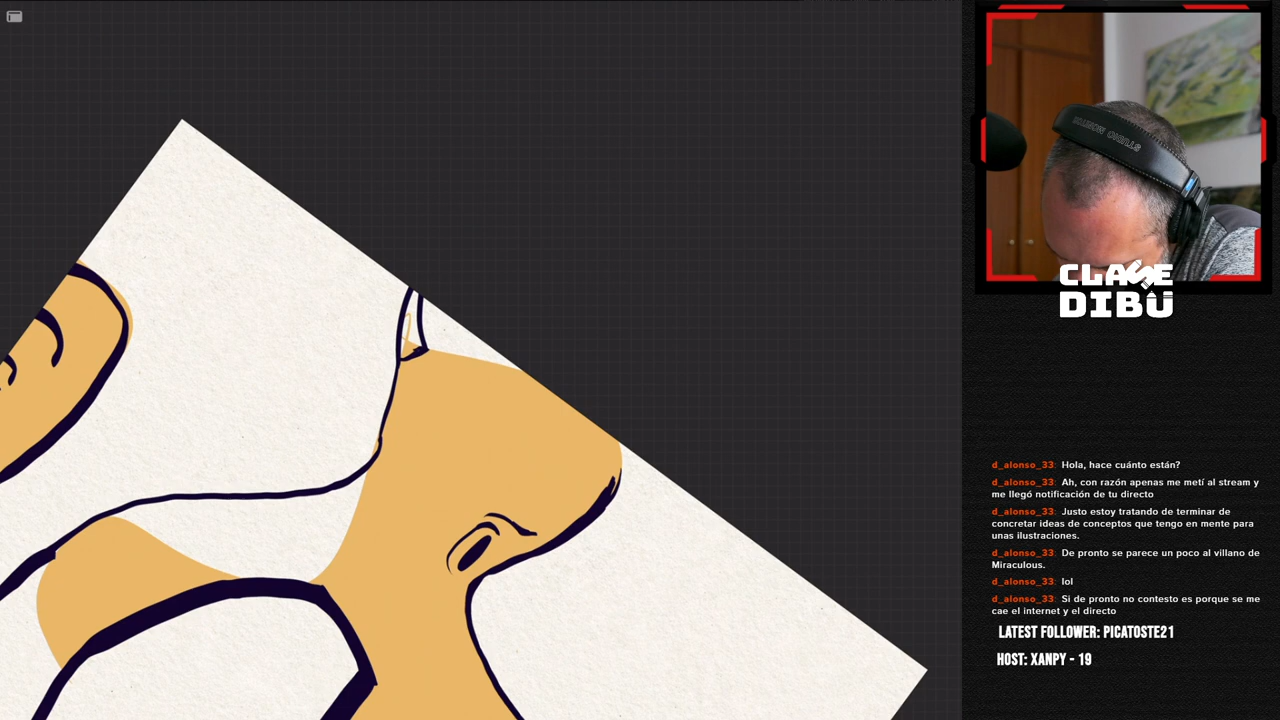 STUDIO MONITOR
CLASE
DIBU
d_alonso_33: Hola, hace cuánto están?
d_alonso_33: Ah, con razón apenas me metí al stream y
me llegó notificación de tu directo
d_alonso_33: Justo estoy tratando de terminar de
concretar ideas de conceptos que tengo en mente para
unas ilustraciones.
d_alonso_33: De pronto se parece un poco al villano de
Miraculous.
d_alonso_33: lol
d_alonso_33: Si de pronto no contesto es porque se me
cae el internet y el directo
LATEST FOLLOWER: PICATOSTE21
HOST: XANPY - 19